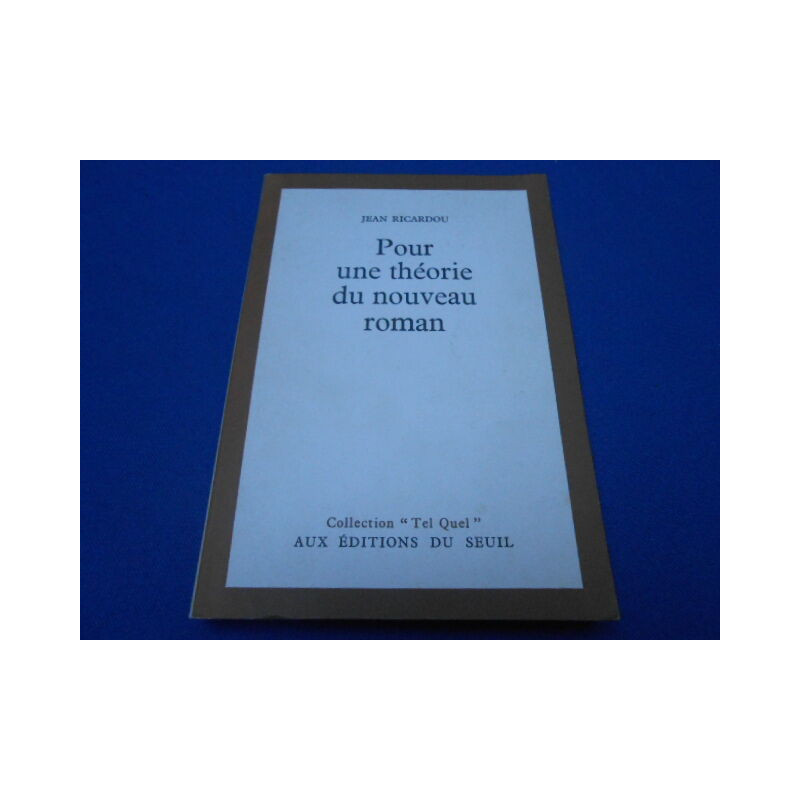 JEAN RICARDOU
Pour
une théorie
du nouveau
roman
Collection “Tel Quel”
AUX ÉDITIONS DU SEUIL